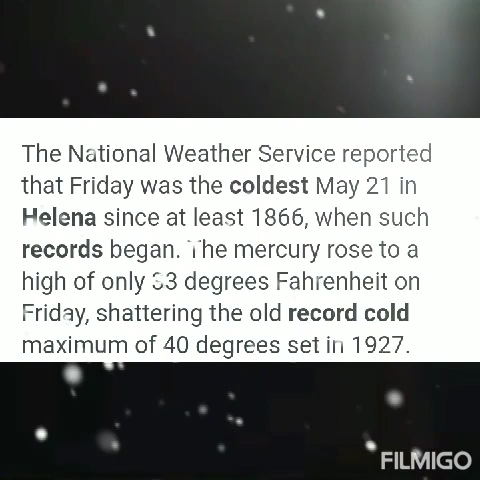 The National Weather Service reported
that Friday was the coldest May 21 in
Helena since at least 1866, when such
records began. The mercury rose to a
high of only 33 degrees Fahrenheit on
Friday, shattering the old record cold
maximum of 40 degrees set in 1927.
FILMIGO